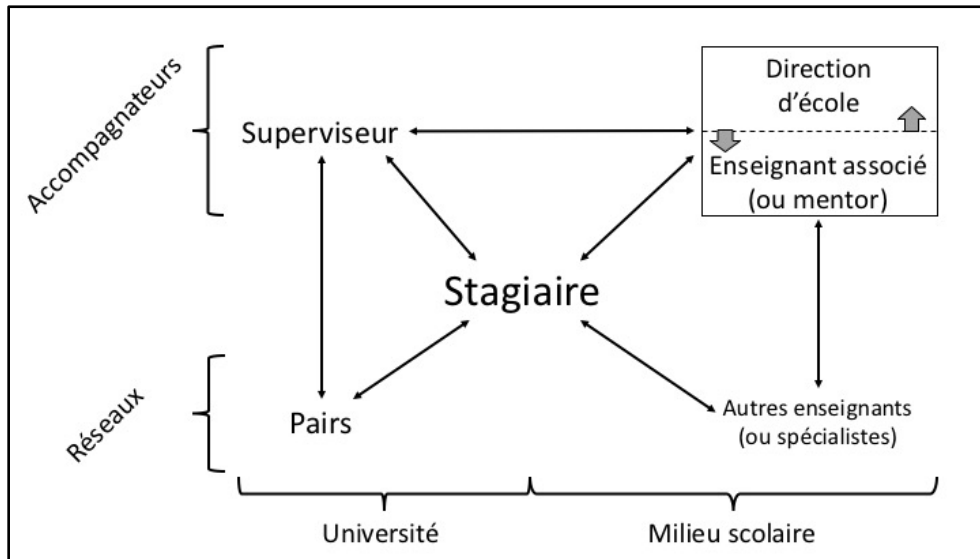 Accompagnateurs
Superviseur
Direction
d'école
Enseignant associé
(ou mentor)
Stagiaire
Réseaux
Pairs
Autres enseignants
(ou spécialistes)
Université
Milieu scolaire